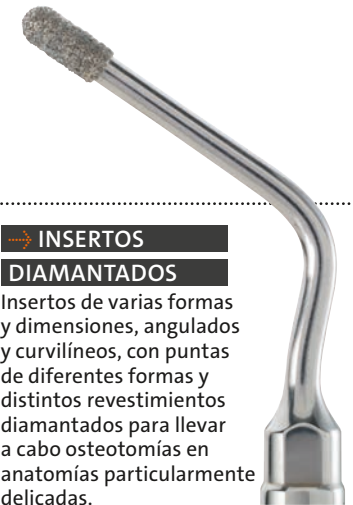 INSERTOS
DIAMANTADOS
Insertos de varias formas
y dimensiones, angulados
y curvilíneos, con puntas
de diferentes formas y
distintos revestimientos
diamantados para llevar
a cabo osteotomías en
anatomías particularmente
delicadas.